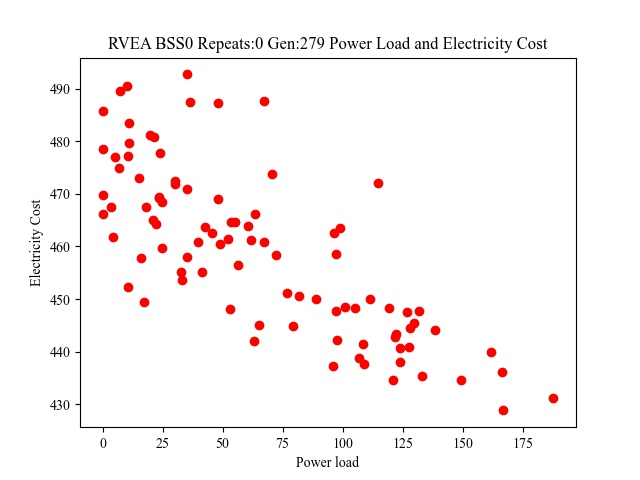 RVEA BSS0 Repeats:0 Gen:279 Power Load and Electricity Cost
490
480
470
460
450
440
430
Electricity Cost
0 25 50 75 100 125 150 175
Power load